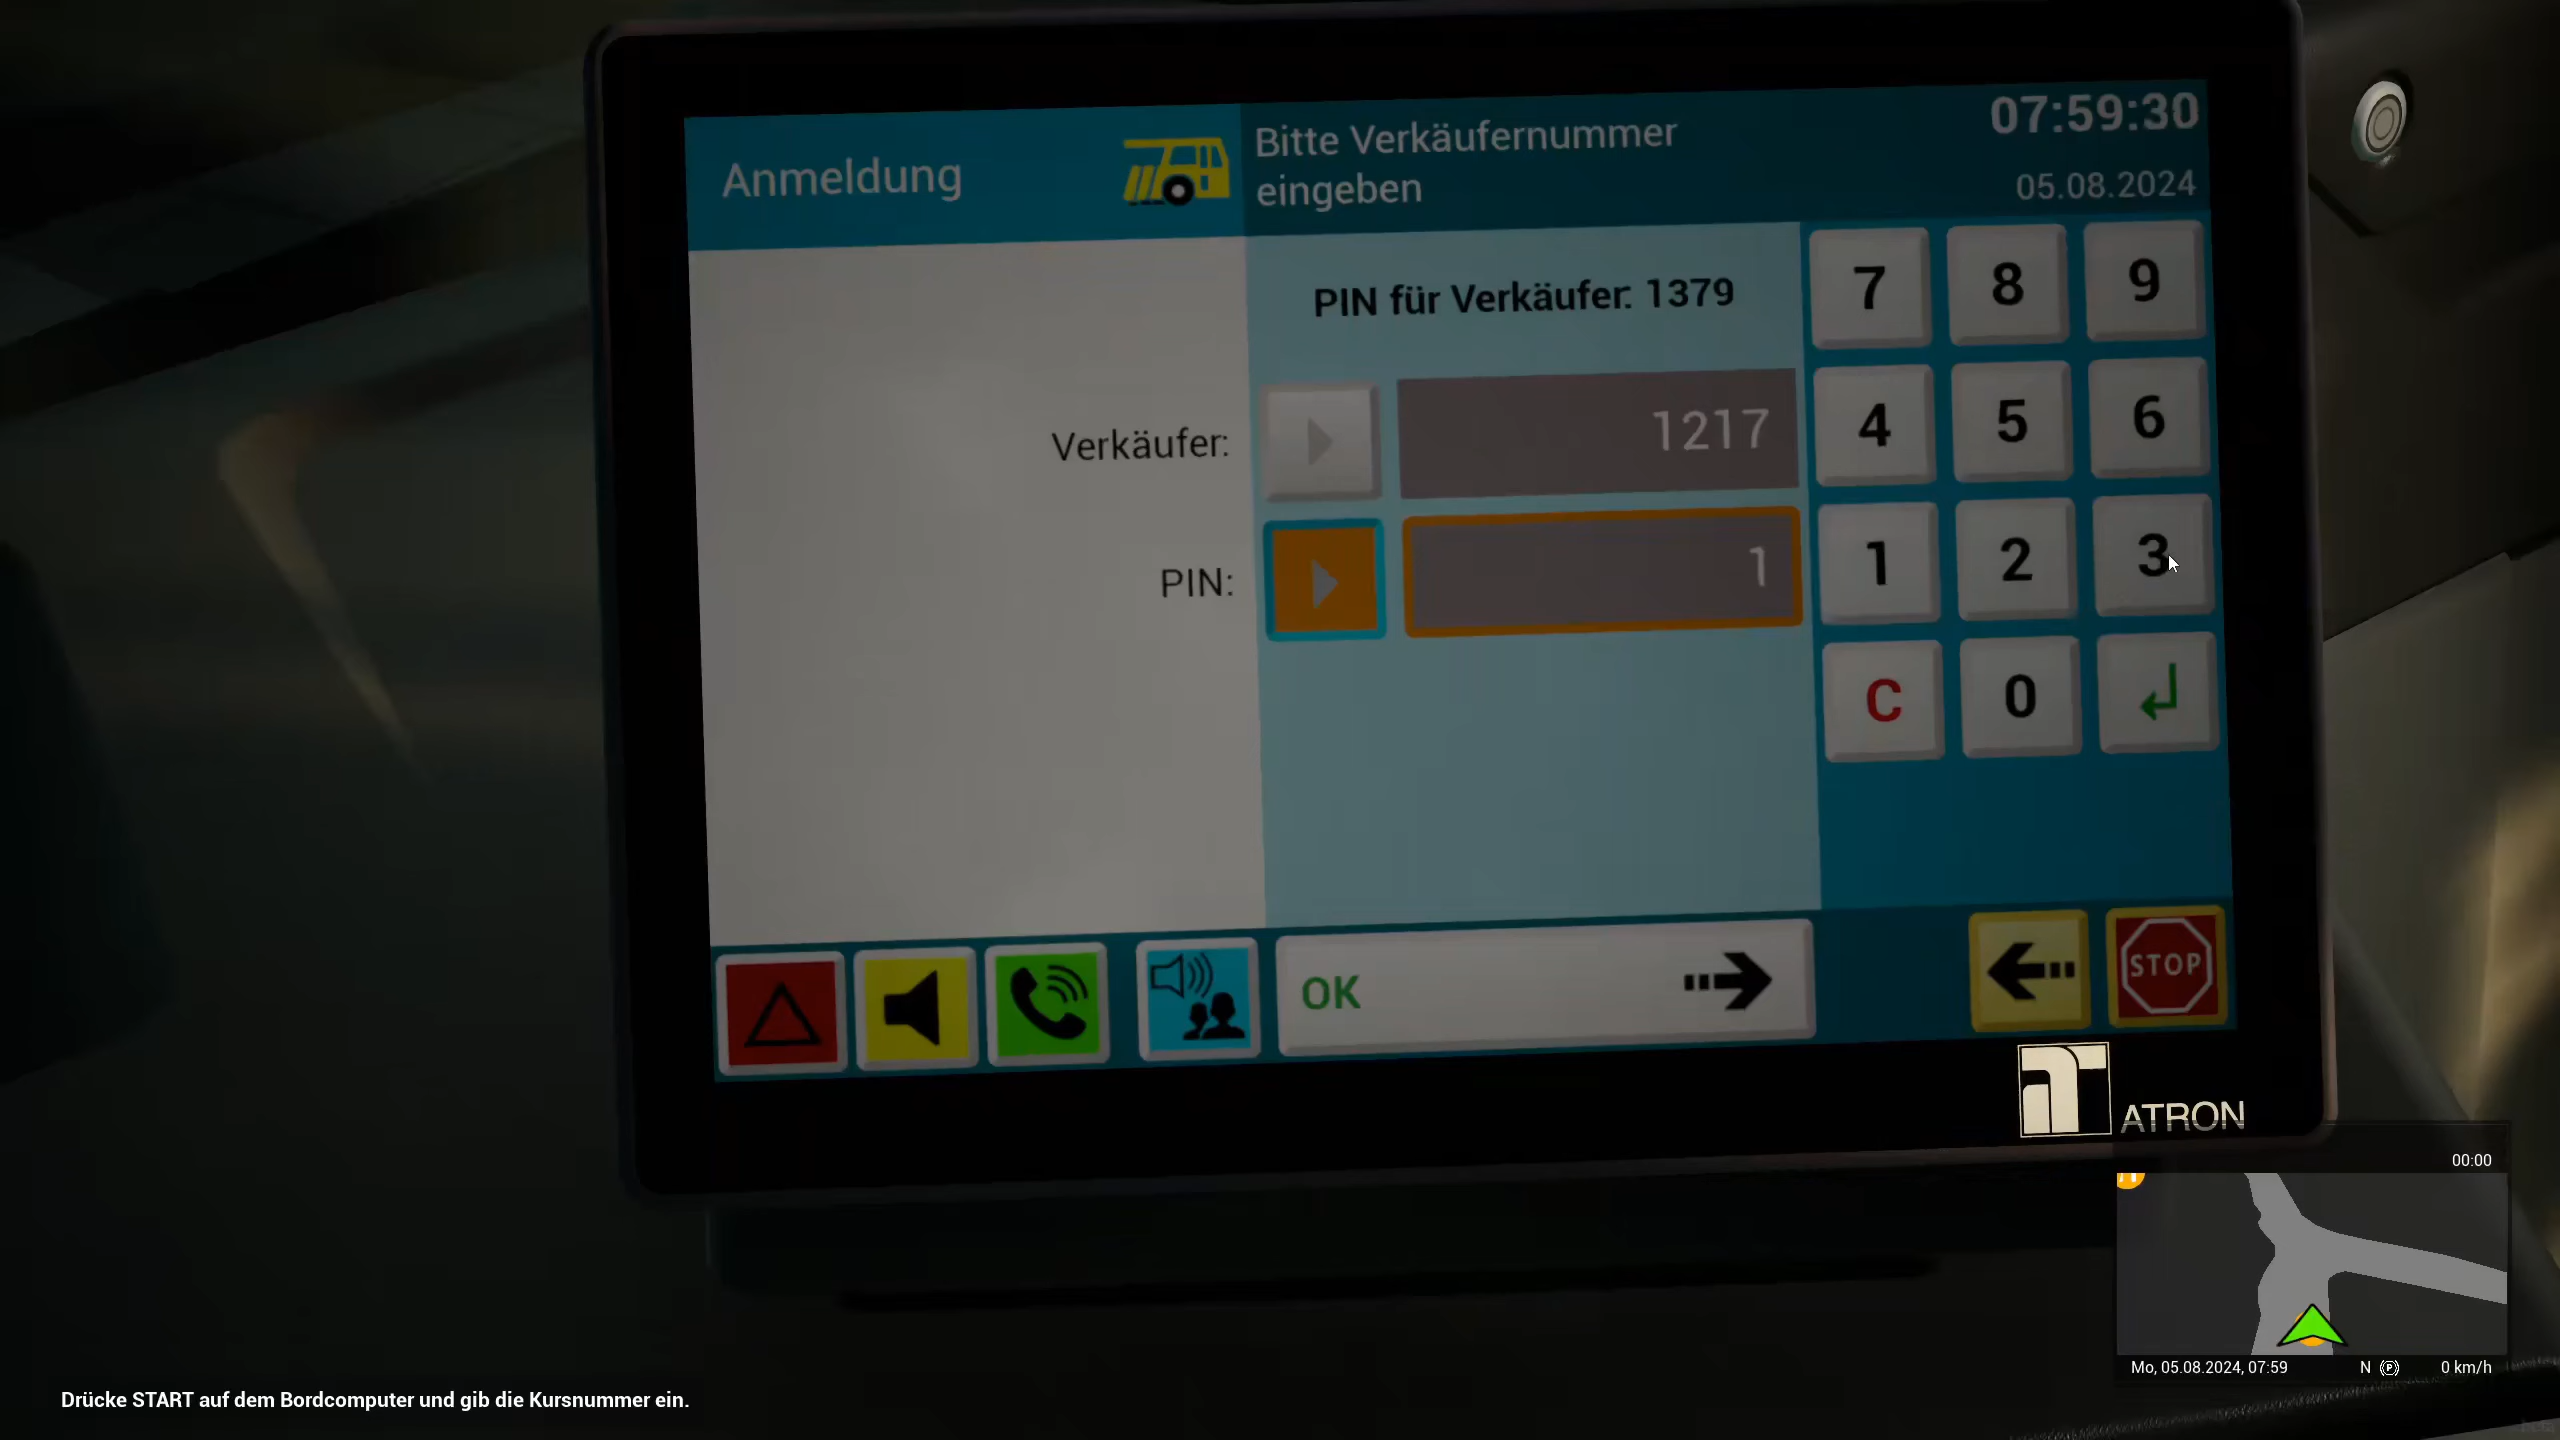 Anmeldung
Bitte Verkäufernummer
eingeben
07:59:30
05.08.2024
PIN für Verkäufer: 1379
Verkäufer:
1217
PIN:
1
7 8 9
4 5 6
1 2 3
C 0
OK
STOP
ATRON
00:00
Mo, 05.08.2024, 07:59
N
P
0 km/h
Drücke START auf dem Bordcomputer und gib die Kursnummer ein.